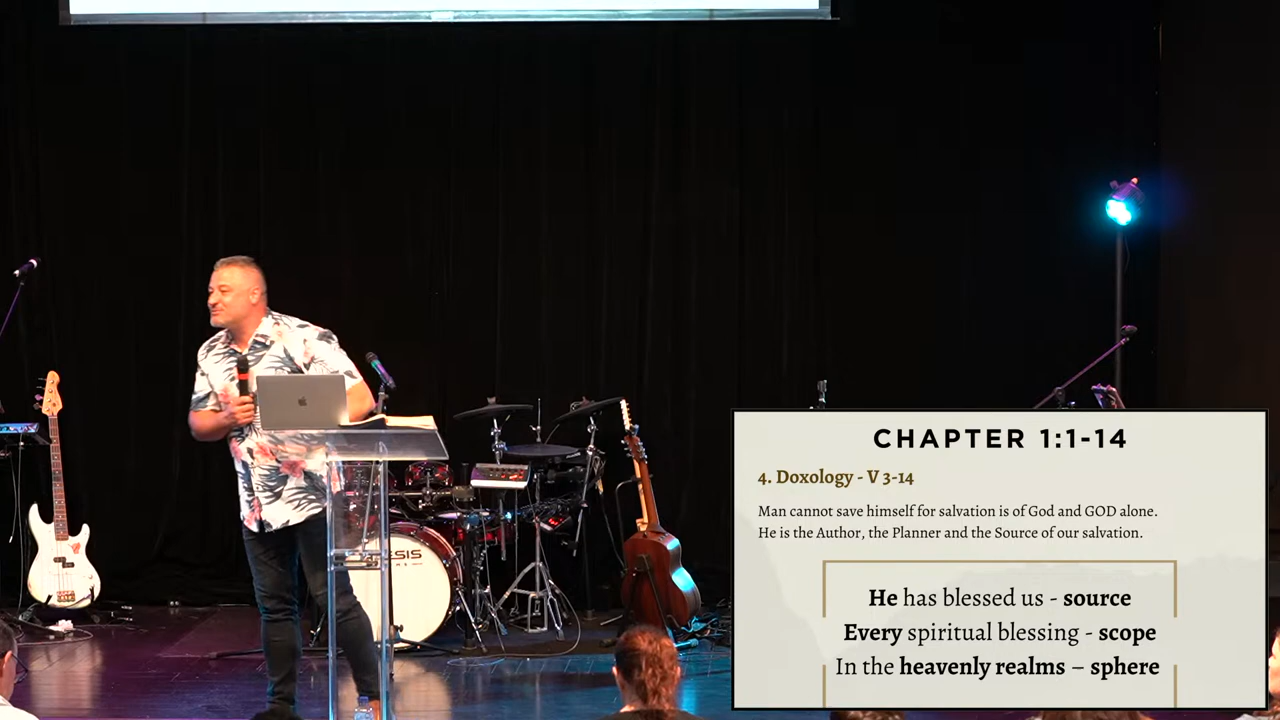 CHAPTER 1:1-14
4. Doxology - V 3-14
Man cannot save himself for salvation is of God and GOD alone.
He is the Author, the Planner and the Source of our salvation.
He has blessed us - source
Every spiritual blessing - scope
In the heavenly realms – sphere